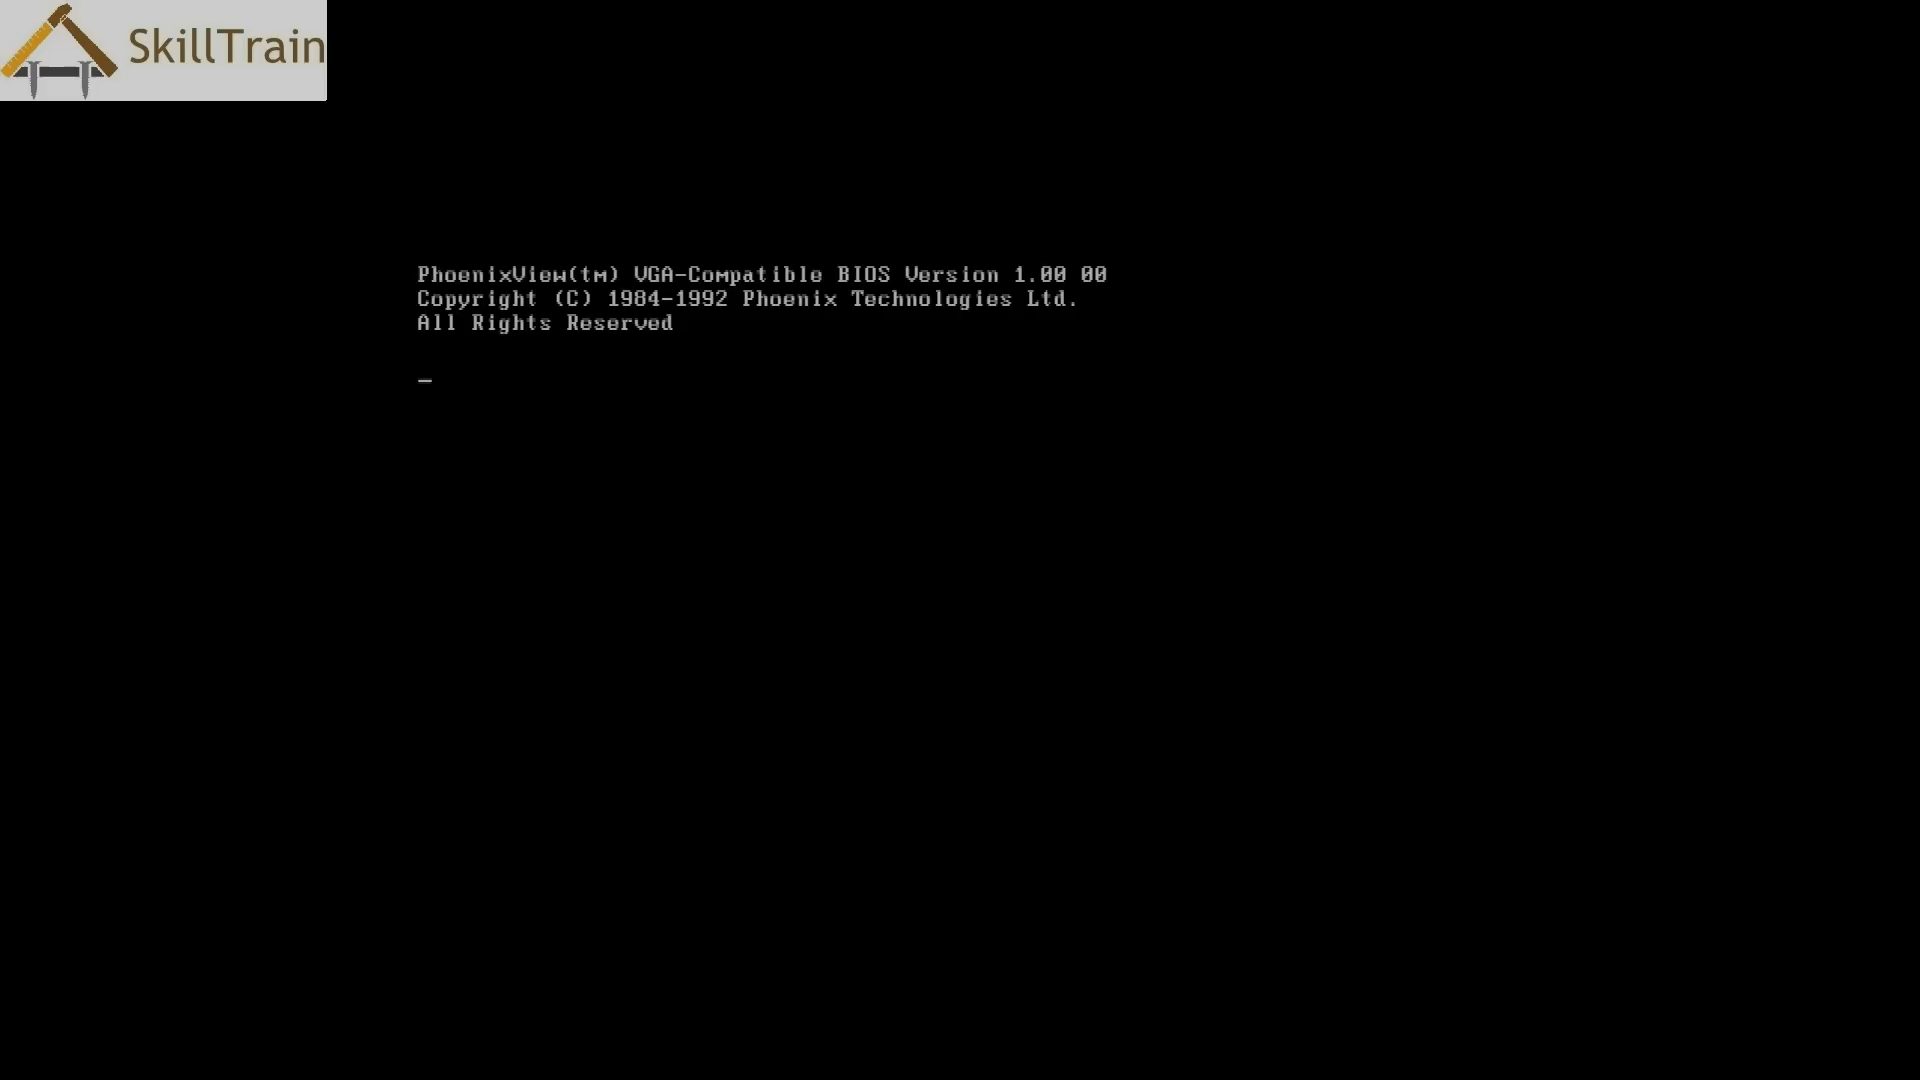 SkillTrain
PhoenixView(tm) VGA-Compatible BIOS Version 1.00 00
Copyright (C) 1984-1992 Phoenix Technologies Ltd.
All Rights Reserved